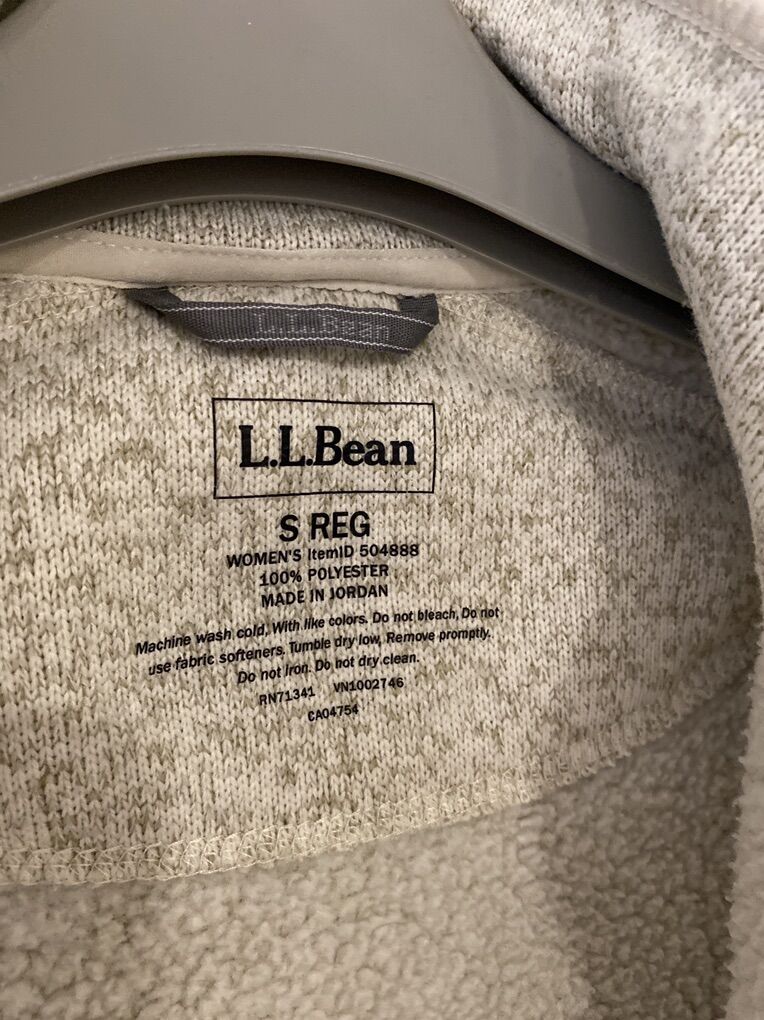 L.L.Bean
L.L.Bean
S REG
WOMEN'S ItemID 504888
100% POLYESTER
MADE IN JORDAN
Machine wash cold, With like colors. Do not bleach, Do not
use fabric softeners. Tumble dry low, Remove promptly.
Do not iron. Do not dry clean.
RN71341 VN1002746
CA04754